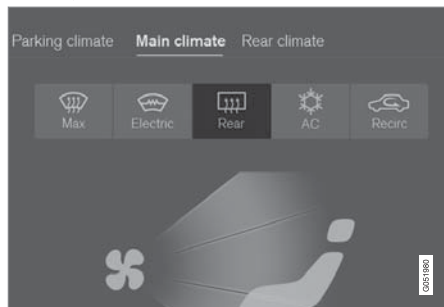 Parking climate Main climate Rear climate
Max Electric Rear AC Recirc
G051980